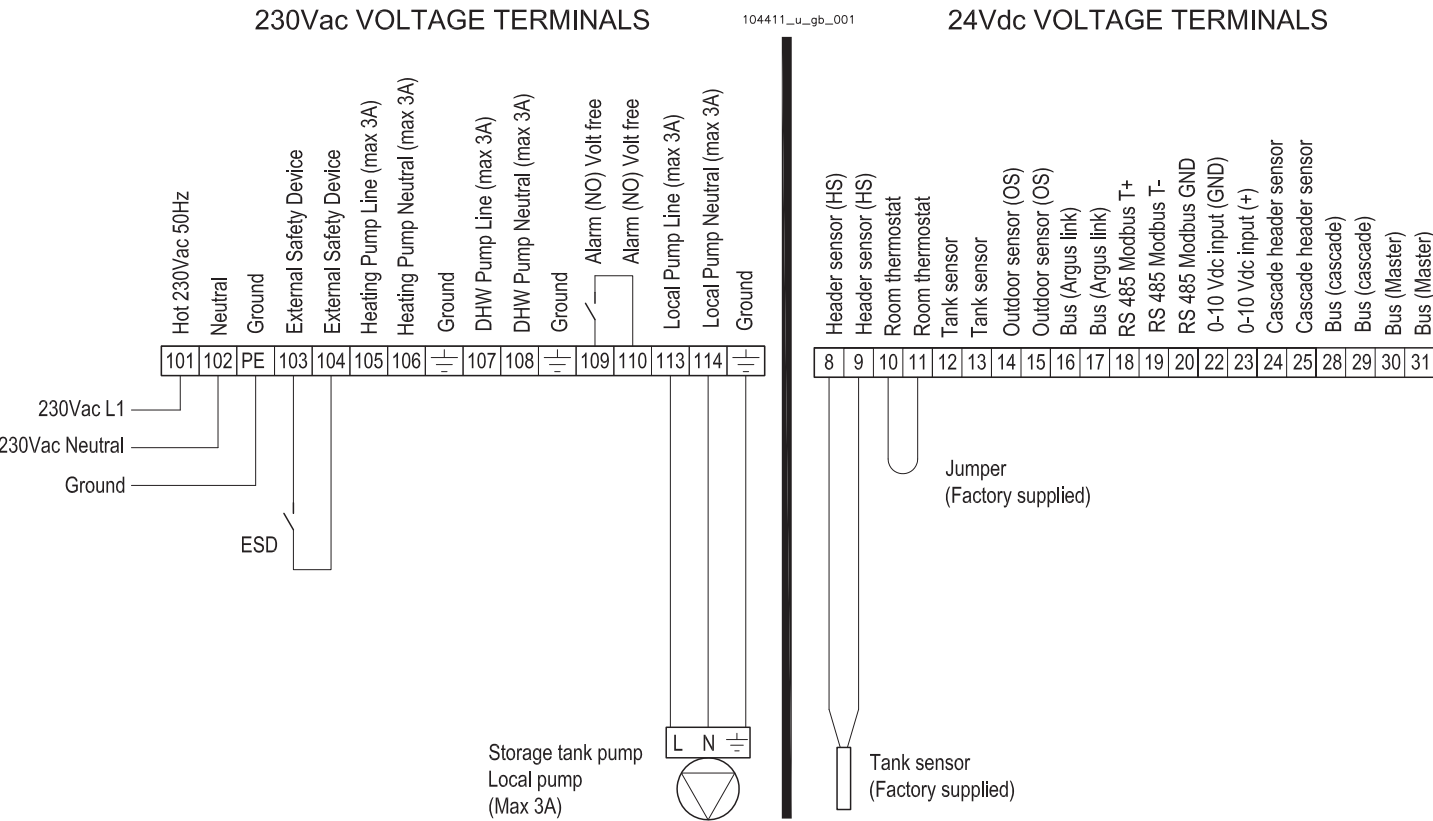 230Vac VOLTAGE TERMINALS
104411_u_gb_001
24Vdc VOLTAGE TERMINALS
Hot 230Vac 50Hz
Neutral
Ground
External Safety Device
External Safety Device
Heating Pump Line (max 3A)
Heating Pump Neutral (max 3A)
Ground
DHW Pump Line (max 3A)
DHW Pump Neutral (max 3A)
Ground
Alarm (NO) Volt free
Alarm (NO) Volt free
Local Pump Line (max 3A)
Local Pump Neutral (max 3A)
Ground
101 102 PE 103 104 105 106 107 108 109 110 113 114
230Vac L1
230Vac Neutral
Ground
ESD
Storage tank pump
Local pump
(Max 3A)
L N
Header sensor (HS)
Header sensor (HS)
Room thermostat
Room thermostat
Tank sensor
Tank sensor
Outdoor sensor (OS)
Outdoor sensor (OS)
Bus (Argus link)
Bus (Argus link)
RS 485 Modbus T+
RS 485 Modbus T-
RS 485 Modbus GND
0-10 Vdc input (GND)
0-10 Vdc input (+)
Cascade header sensor
Cascade header sensor
Bus (cascade)
Bus (cascade)
Bus (Master)
Bus (Master)
8 9 10 11 12 13 14 15 16 17 18 19 20 22 23 24 25 28 29 30 31
Jumper
(Factory supplied)
Tank sensor
(Factory supplied)